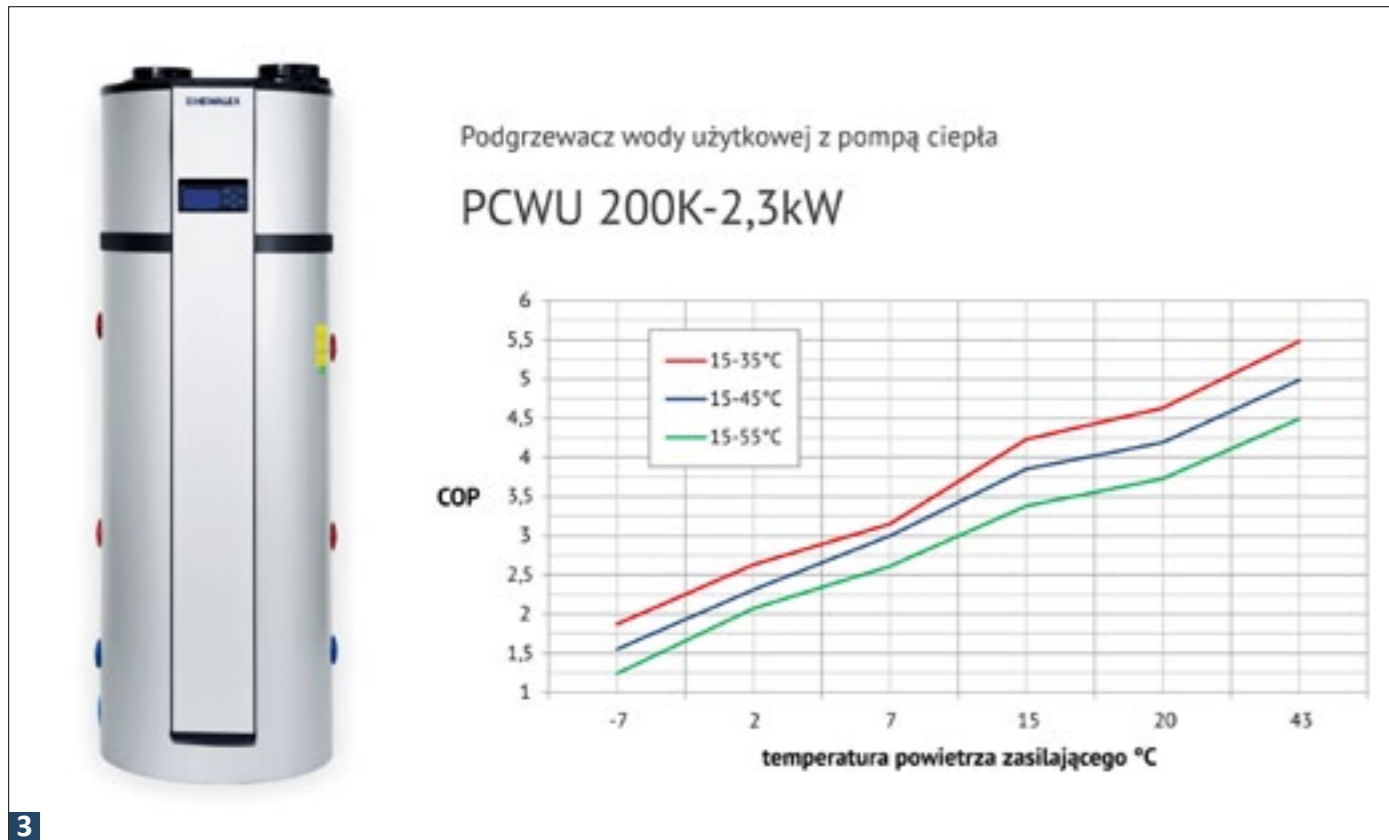 HEWALEX
Podgrzewacz wody użytkowej z pompą ciepła
PCWU 200K-2,3kW
6
5,5
5
4,5
4
3,5
3
2,5
2
1,5
1
COP
15-35°C
15-45°C
15-55°C
-7 2 7 15 20 43
temperatura powietrza zasilającego °C
3